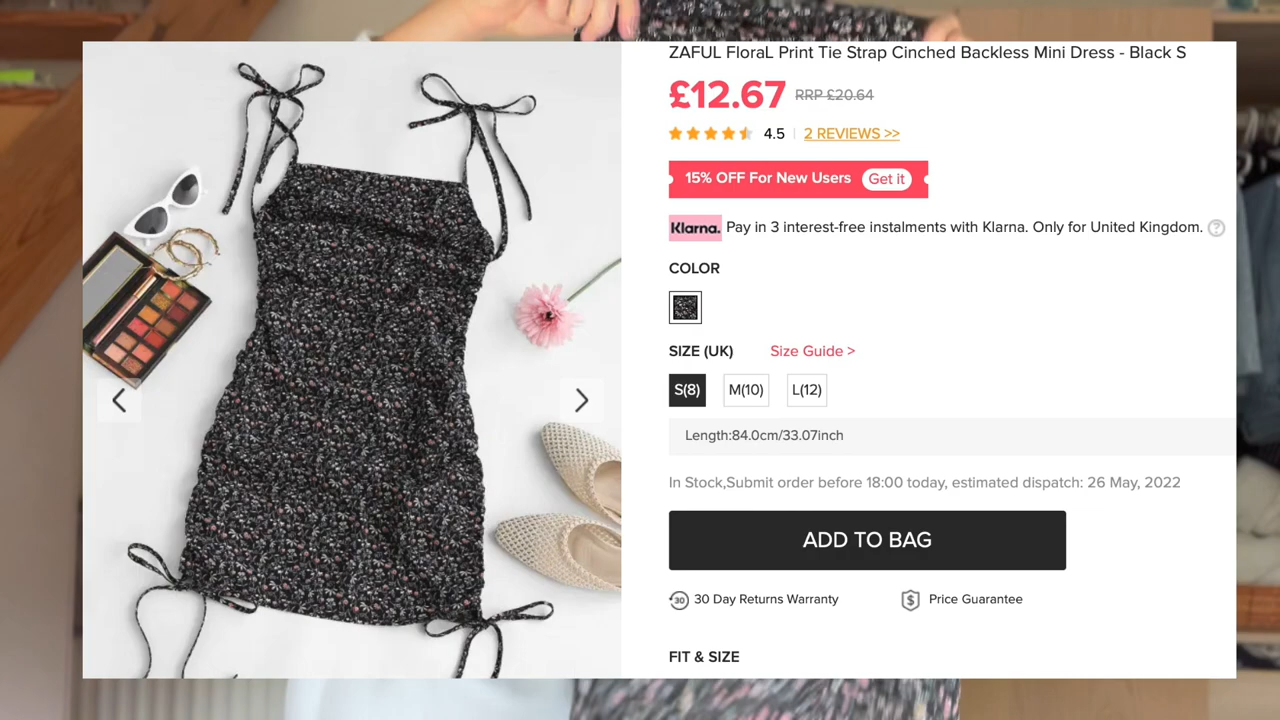 ZAFUL FloraL Print Tie Strap Cinched Backless Mini Dress - Black S
£12.67 RRP £20.64
4.5 | 2 REVIEWS >>
15% OFF For New Users Get it
Klarna. Pay in 3 interest-free instalments with Klarna. Only for United Kingdom. ?
COLOR
SIZE (UK) Size Guide >
S(8) M(10) L(12)
Length:84.0cm/33.07inch
In Stock,Submit order before 18:00 today, estimated dispatch: 26 May, 2022
ADD TO BAG
30 30 Day Returns Warranty $ Price Guarantee
FIT & SIZE